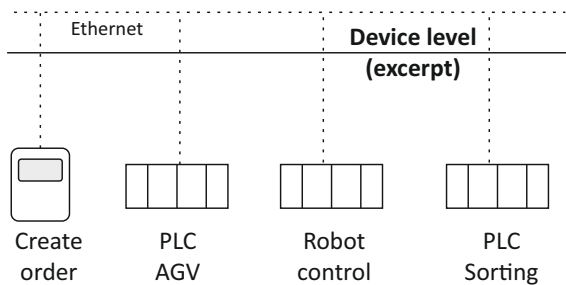 Ethernet
Device level
(excerpt)
Create
order
PLC
AGV
Robot
control
PLC
Sorting